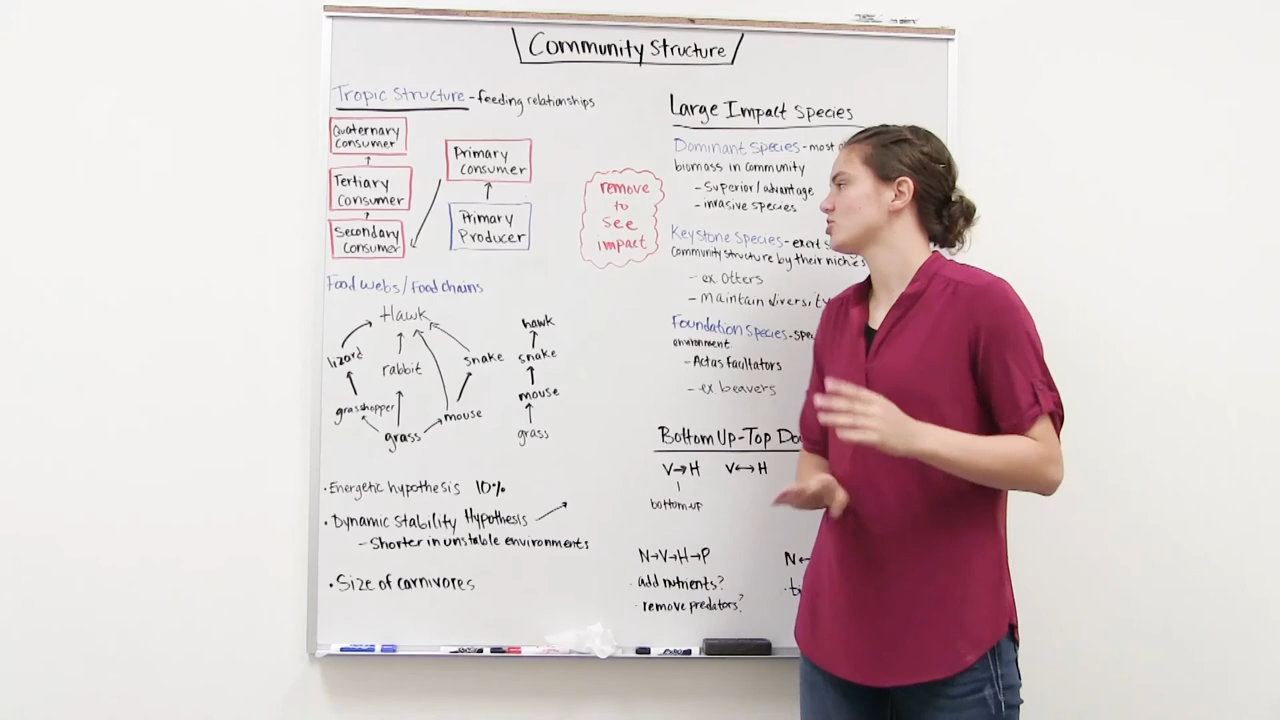 Community Structure
Tropic Structure - feeding relationships
Quaternary
Consumer
Tertiary
Consumer
Secondary
Consumer
Primary
Consumer
Primary
Producer
remove
to
see
impact
Food webs/Food chains
Hawk
lizard
rabbit
snake
grasshopper
mouse
grass
hawk
snake
mouse
grass
· Energetic hypothesis 10%
· Dynamic stability Hypothesis
- Shorter in unstable environments
· Size of carnivores
Large Impact Species
Dominant Species - most
biomass in community
- Superior/advantage
- invasive species
Keystone Species - exert
community structure by their niches
- ex Otters
- Maintain diversity
Foundation Species -
environment
- Act as Faultators
- ex beavers
Bottom Up-Top
V→H V↔H
bottom-up
N→V→H→P
· add nutrients?
· remove predators?
N←